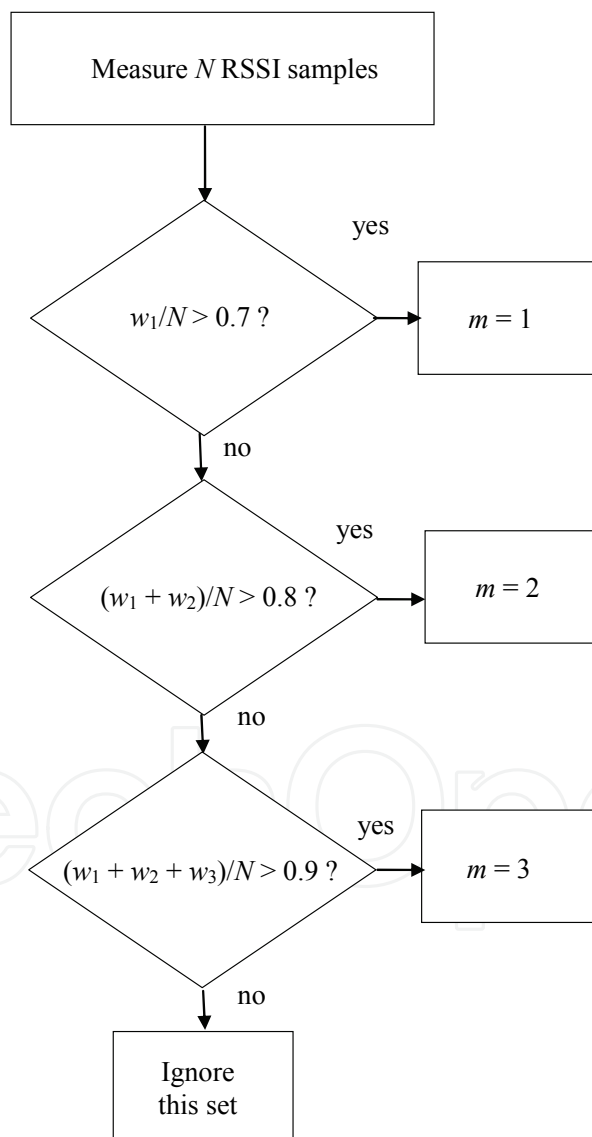 Measure N RSSI samples
yes
w₁/N > 0.7 ?
m = 1
no
yes
(w₁ + w₂)/N > 0.8 ?
m = 2
no
yes
(w₁ + w₂ + w₃)/N > 0.9 ?
m = 3
no
Ignore
this set